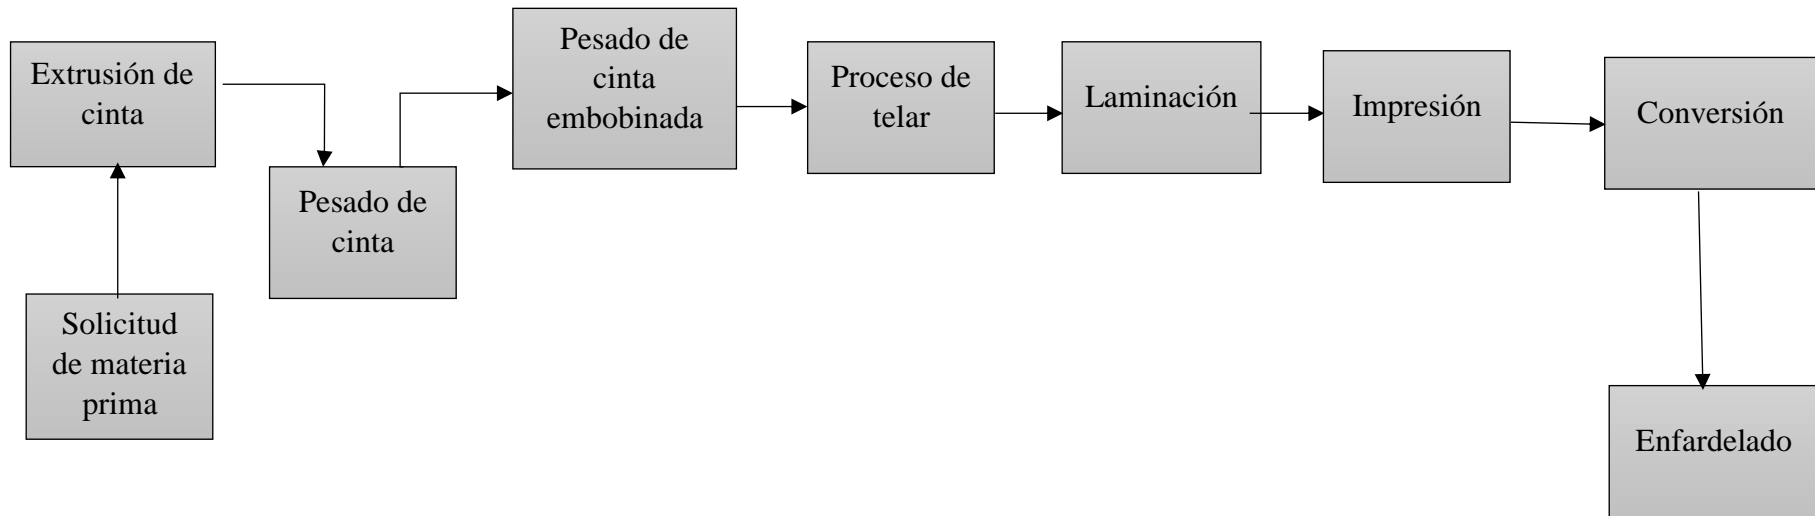 Solicitud
de materia
prima
Extrusión de
cinta
Pesado de
cinta
Pesado de
cinta
embobinada
Proceso de
telar
Laminación
Impresión
Conversión
Enfardelado